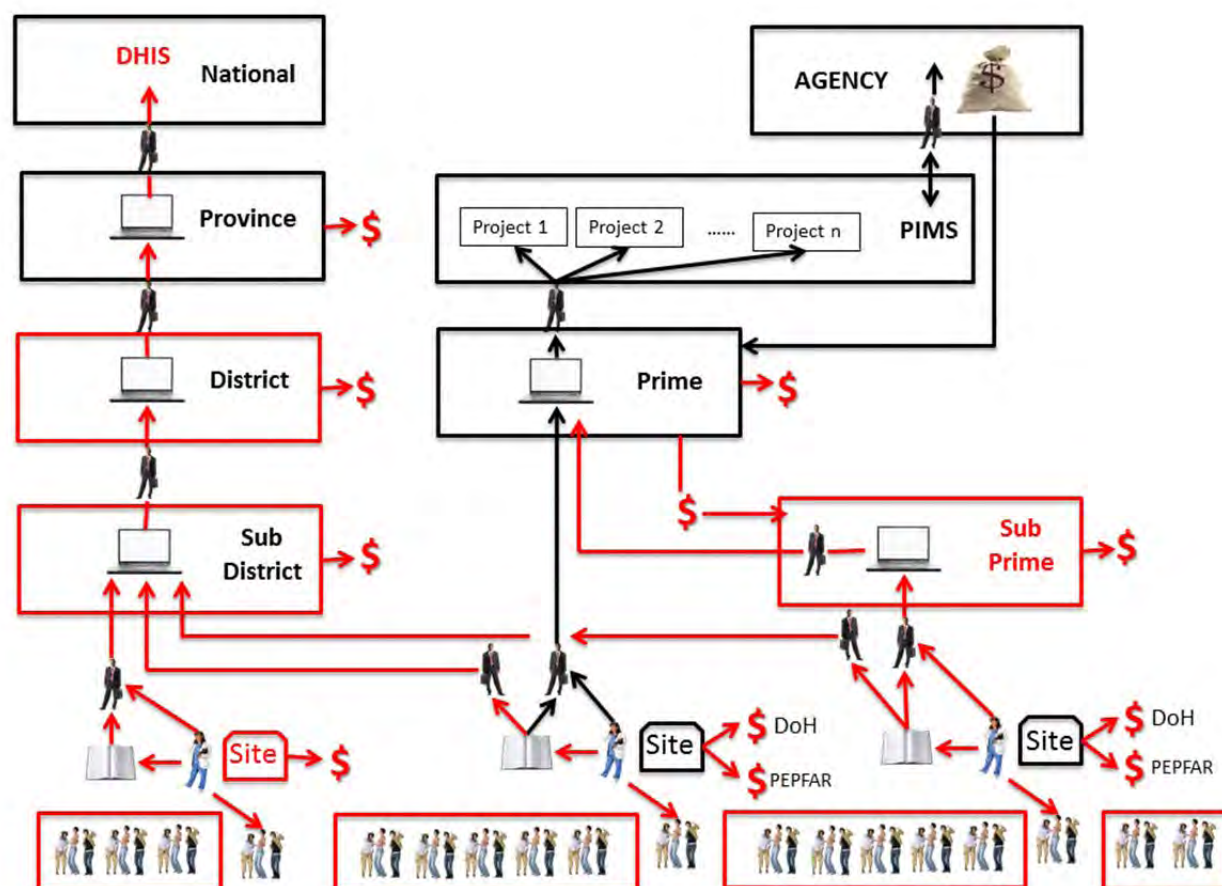 DHIS
National
AGENCY
$
Province
$
Project 1
Project 2
......
Project n
PIMS
District
$
Prime
$
Sub
District
$
$
Sub
Prime
$
Site
$
Site
$ DoH
$ PEPFAR
Site
$ DoH
$ PEPFAR